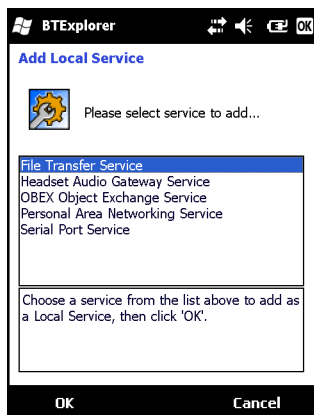 BTExplorer
OK
Add Local Service
Please select service to add...
File Transfer Service
Headset Audio Gateway Service
OBEX Object Exchange Service
Personal Area Networking Service
Serial Port Service
Choose a service from the list above to add as
a Local Service, then click 'OK'.
OK
Cancel